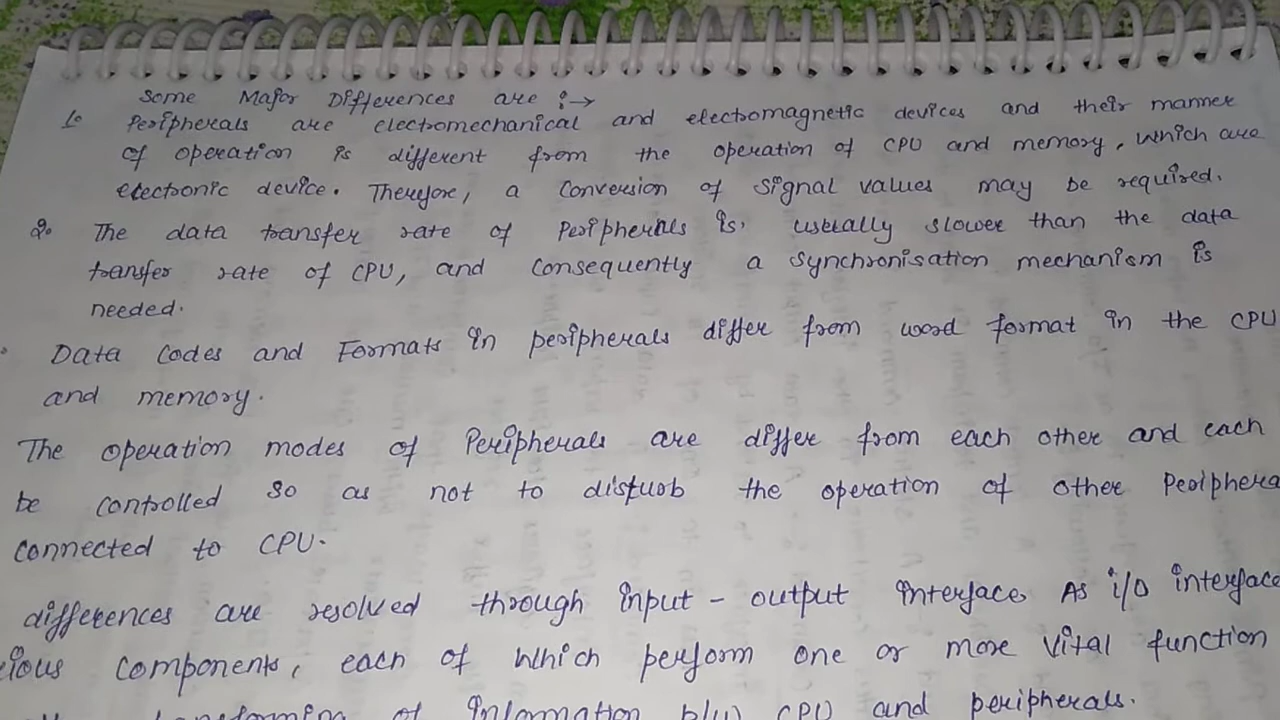 Some Major Differences are :→
1. Peripherals are electromechanical and electromagnetic devices and their manner
of operation is different from the operation of CPU and memory, which are
electronic device. Therefore, a conversion of signal values may be required.
2. The data transfer rate of Peripherals is, usually slower than the data
transfer rate of CPU, and consequently a synchronisation mechanism is
needed.
Data codes and Formats in peripherals differ from word format in the CPU
and memory.
The operation modes of Peripherals are differ from each other and each
be controlled so as not to disturb the operation of other Periphera
connected to CPU.
differences are resolved through input - output interface As i/o interface
ious components, each of which perform one or more vital function
of information b/w CPU and peripherals.